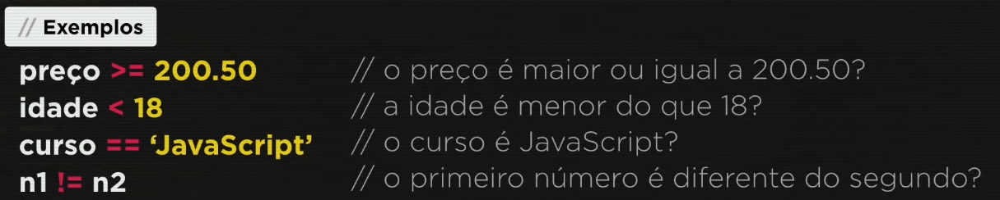 // Exemplos
preço >= 200.50 // o preço é maior ou igual a 200.50?
idade < 18 // a idade é menor do que 18?
curso == ‘JavaScript’ // o curso é JavaScript?
n1 != n2 // o primeiro número é diferente do segundo?